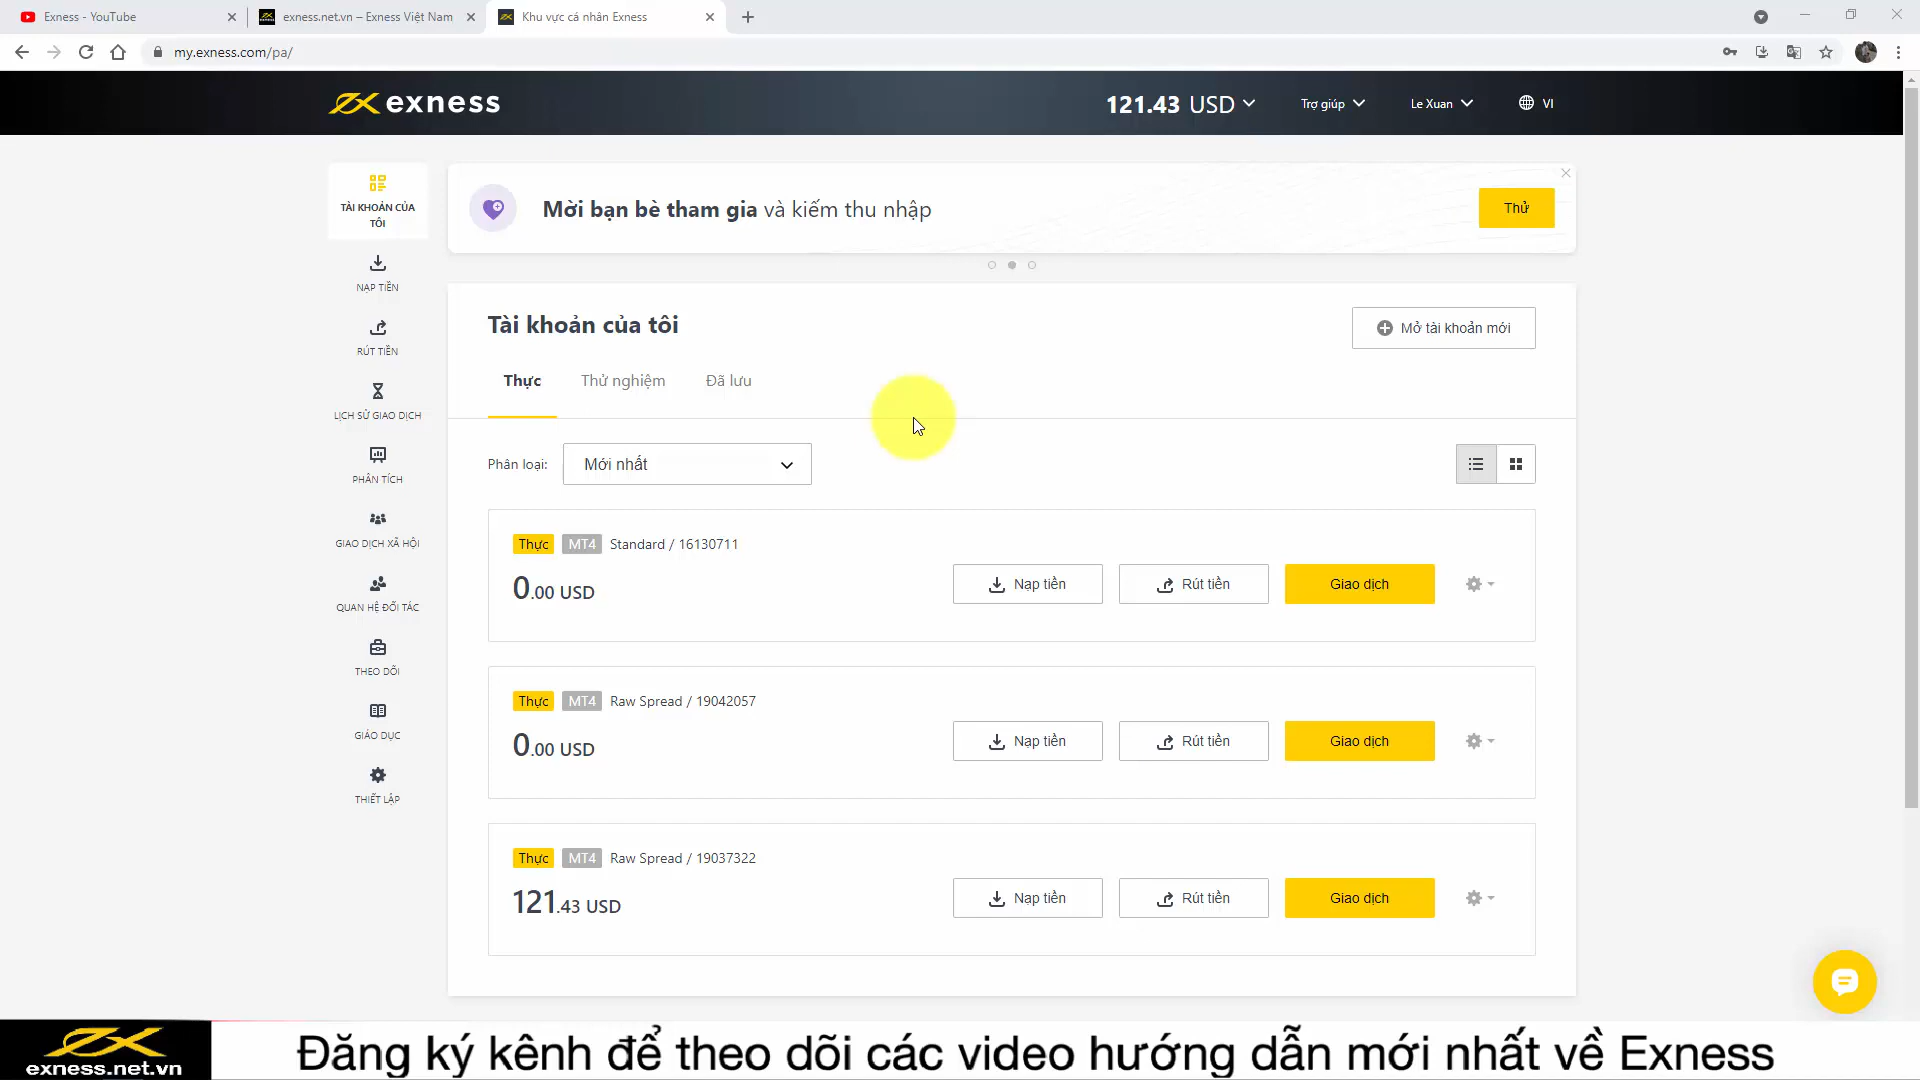 Exness - YouTube
exness.net.vn – Exness Việt Nam
Khu vực cá nhân Exness
my.exness.com/pa/
exness
121.43 USD
Trợ giúp
Le Xuan
VI
TÀI KHOẢN CỦA
TÔI
NẠP TIỀN
RÚT TIỀN
LỊCH SỬ GIAO DỊCH
PHÂN TÍCH
GIAO DỊCH XÃ HỘI
QUAN HỆ ĐỐI TÁC
THEO DÕI
GIÁO DỤC
THIẾT LẬP
Mời bạn bè tham gia và kiếm thu nhập
Thử
Tài khoản của tôi
Mở tài khoản mới
Thực
Thử nghiệm
Đã lưu
Phân loại:
Mới nhất
Thực MT4 Standard / 16130711
0.00 USD
Nạp tiền
Rút tiền
Giao dịch
Thực MT4 Raw Spread / 19042057
0.00 USD
Nạp tiền
Rút tiền
Giao dịch
Thực MT4 Raw Spread / 19037322
121.43 USD
Nạp tiền
Rút tiền
Giao dịch
exness.net.vn
Đăng ký kênh để theo dõi các video hướng dẫn mới nhất về Exness